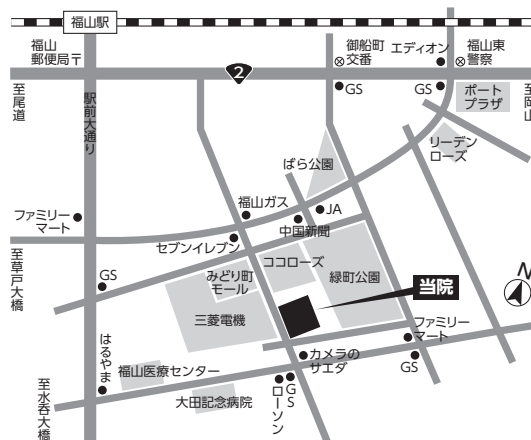 福山駅
福山
郵便局〒
御船町
交番
エディオン
福山東
警察
2
GS
GS
ポート
プラザ
至尾道
駅前大通り
至岡山
リーデン
ローズ
ばら公園
福山ガス
JA
中国新聞
ファミリー
マート
セブンイレブン
ココローズ
至草戸大橋
GS
みどり町
モール
緑町公園
N
当院
三菱電機
ファミリー
マート
はるやま
カメラの
サエダ
GS
福山医療センター
至水呑大橋
大田記念病院
ローソン
GS